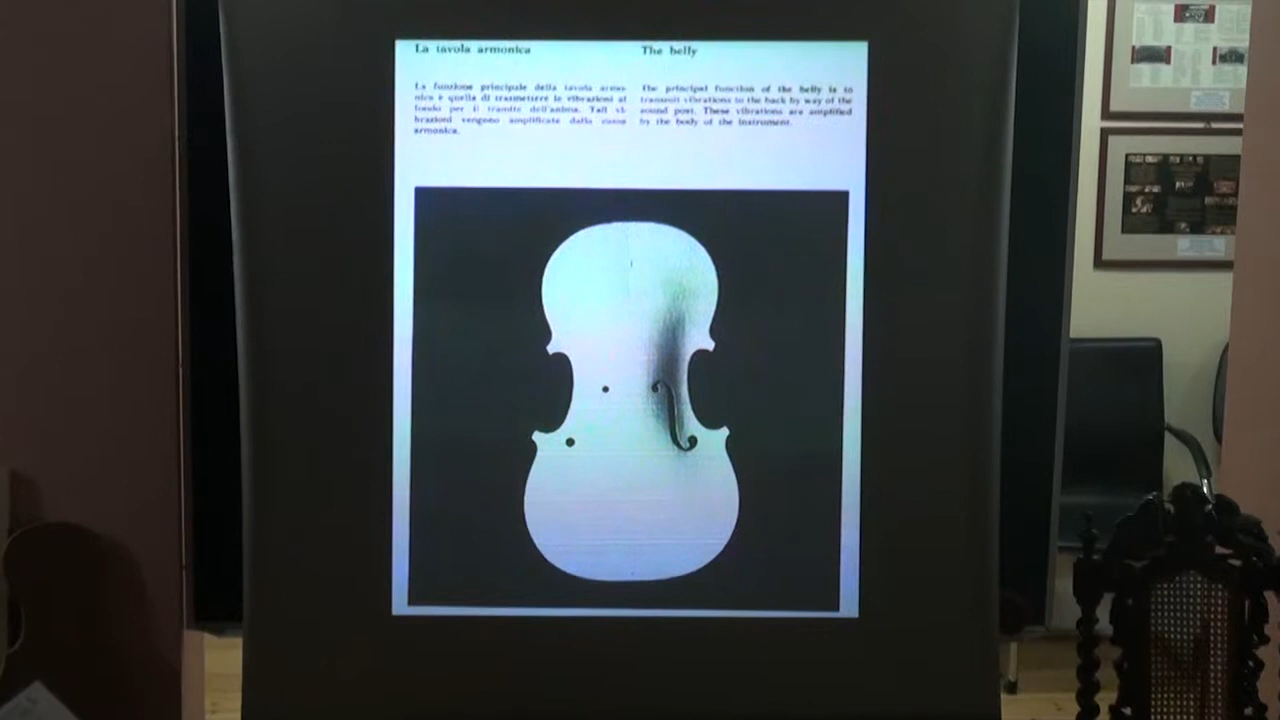 La tavola armonica
La funzione principale della tavola armo-
nica è quella di trasmettere le vibrazioni al
fondo per il tramite dell'anima. Tali vi-
brazioni vengono amplificate dalla cassa
armonica.
The belly
The principal function of the belly is to
transmit vibrations to the back by way of the
sound post. These vibrations are amplified
by the body of the instrument.